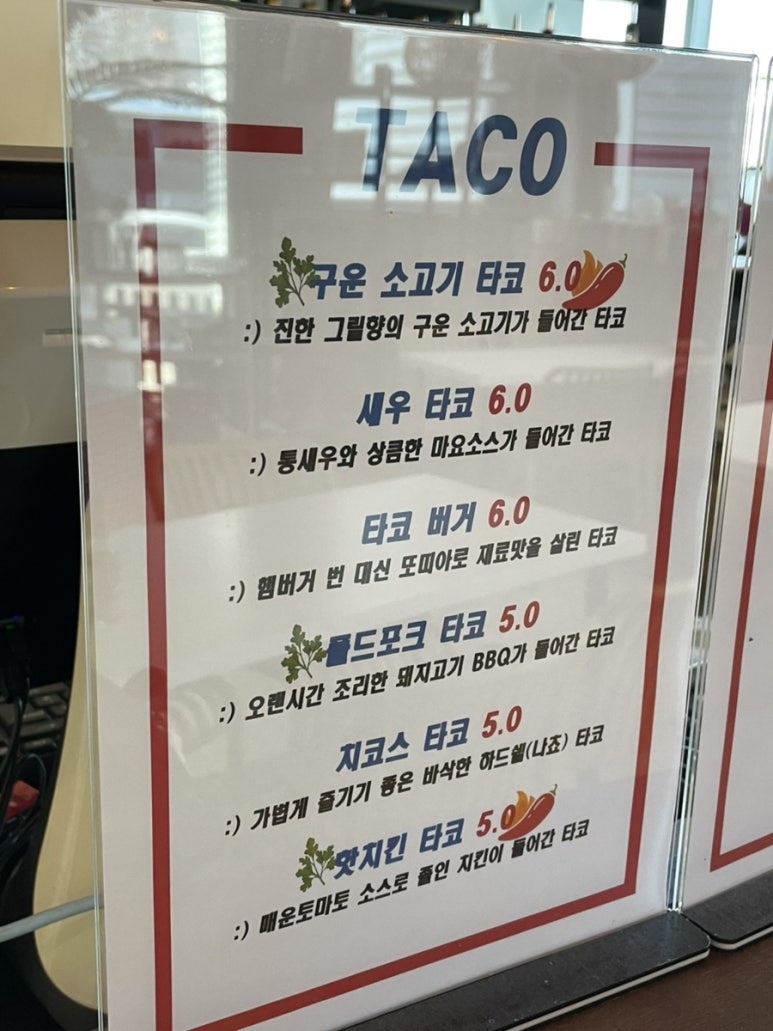 TACO
구운 소고기 타코 6.0
:) 진한 그릴향의 구운 소고기가 들어간 타코
새우 타코 6.0
:) 통새우와 상큼한 마요소스가 들어간 타코
타코 버거 6.0
:) 햄버거 번 대신 또띠아로 재료맛을 살린 타코
풀드포크 타코 5.0
:) 오랜시간 조리한 돼지고기 BBQ가 들어간 타코
치코스 타코 5.0
:) 가볍게 즐기기 좋은 바삭한 하드쉘(나쵸) 타코
핫치킨 타코 5.0
:) 매운토마토 소스로 졸인 치킨이 들어간 타코